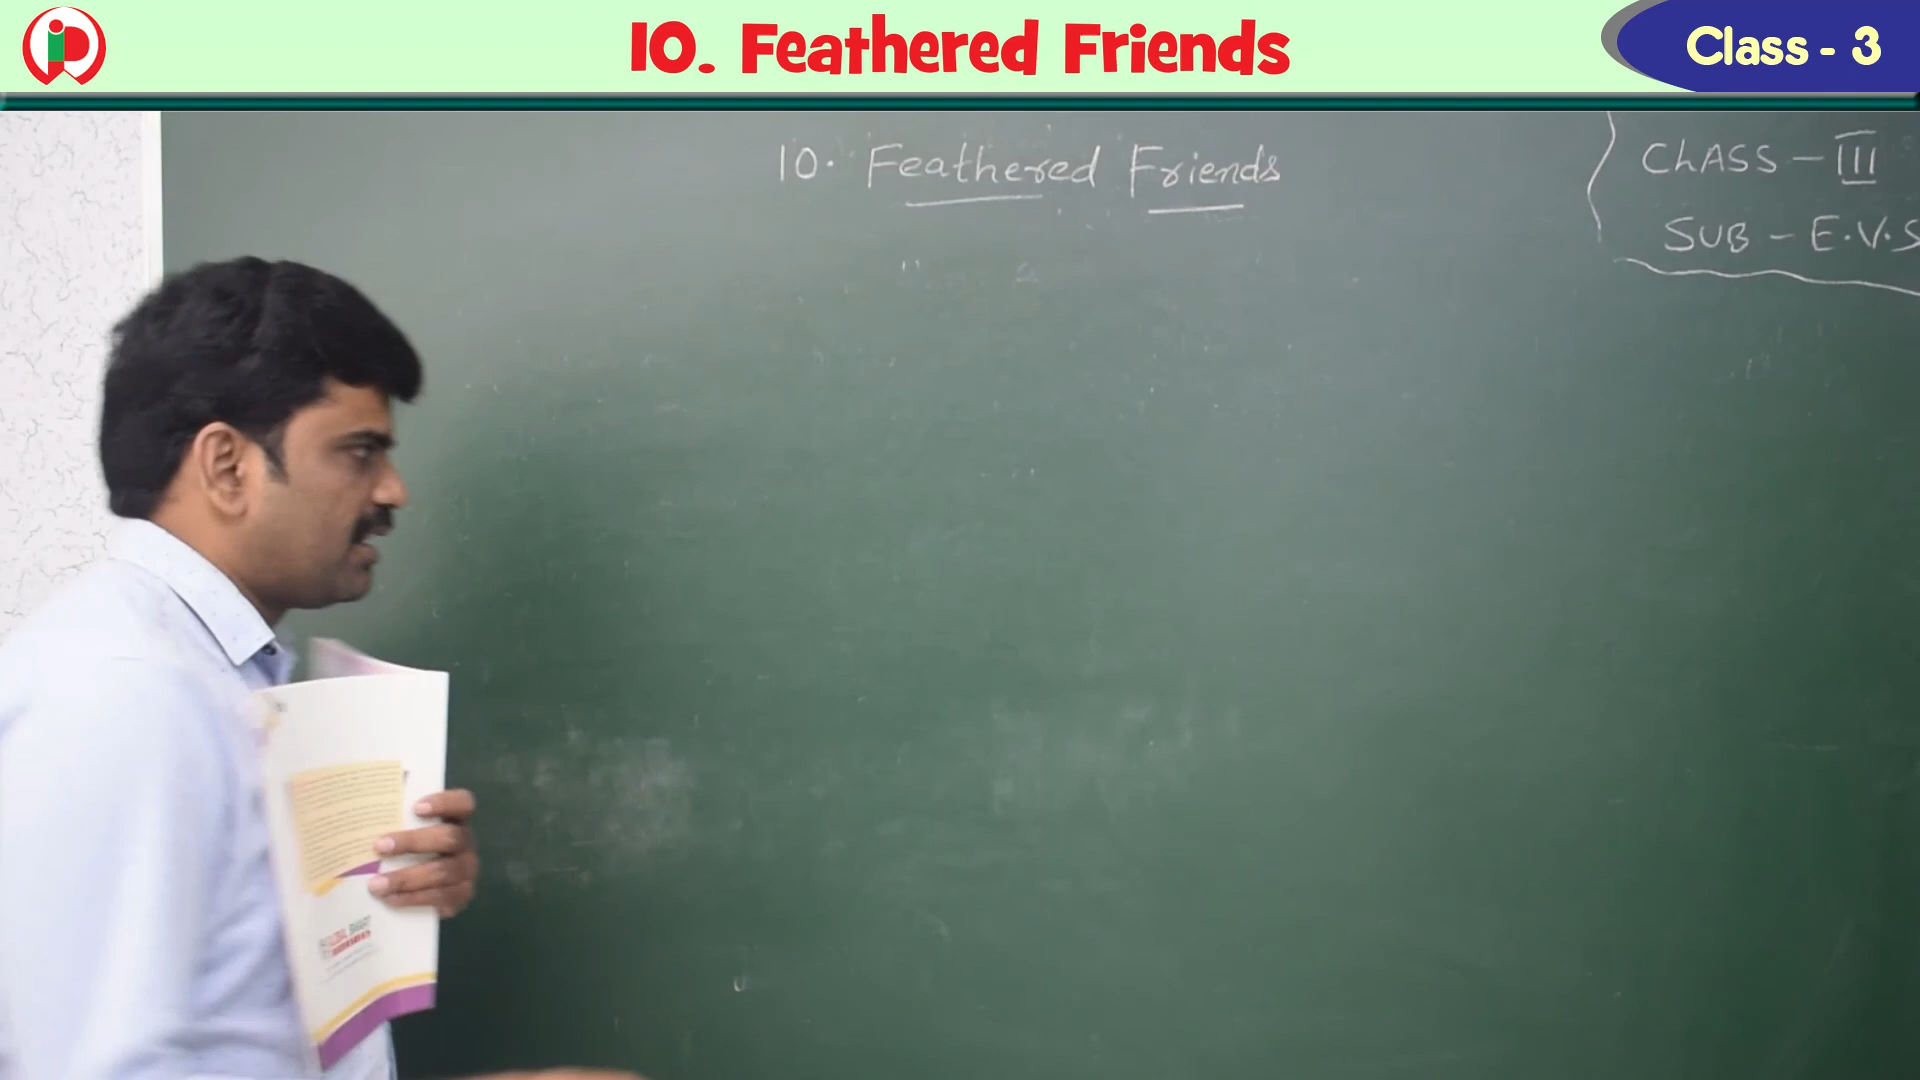 10. Feathered Friends
Class - 3
10. Feathered Friends
CLASS - III
SUB - E.V.S